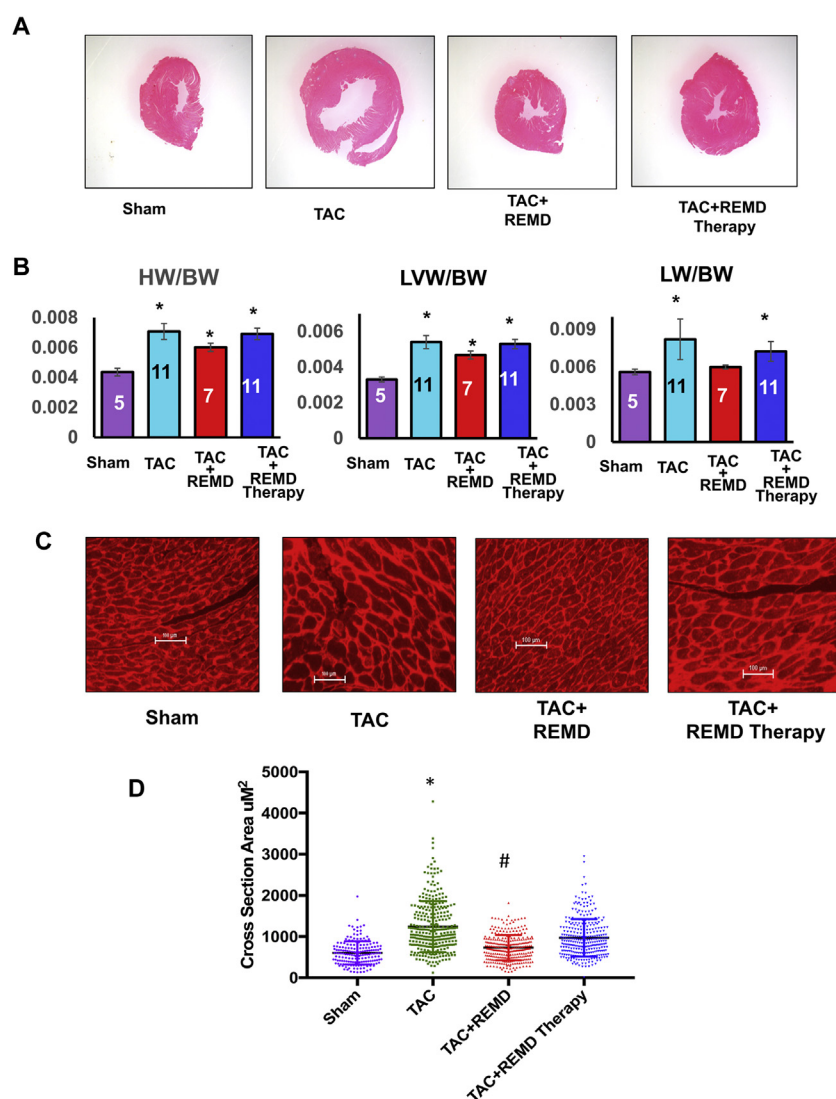 A
Sham
TAC
TAC+
REMD
TAC+REMD
Therapy
B
HW/BW
0.008
0.006
0.004
0.002
0
*
*
*
5
11
7
11
Sham
TAC
TAC
+
REMD
TAC
+
REMD
Therapy
LVW/BW
0.006
0.004
0.002
0
*
*
*
5
11
7
11
Sham
TAC
TAC
+
REMD
TAC
+
REMD
Therapy
LW/BW
0.009
0.006
0.003
0
*
*
5
11
7
11
Sham
TAC
TAC
+
REMD
TAC
+
REMD
Therapy
C
100 µm
100 µm
100 µm
100 µm
Sham
TAC
TAC+
REMD
TAC+
REMD Therapy
D
Cross Section Area uM²
5000
4000
3000
2000
1000
0
*
#
Sham
TAC
TAC+REMD
TAC+REMD Therapy